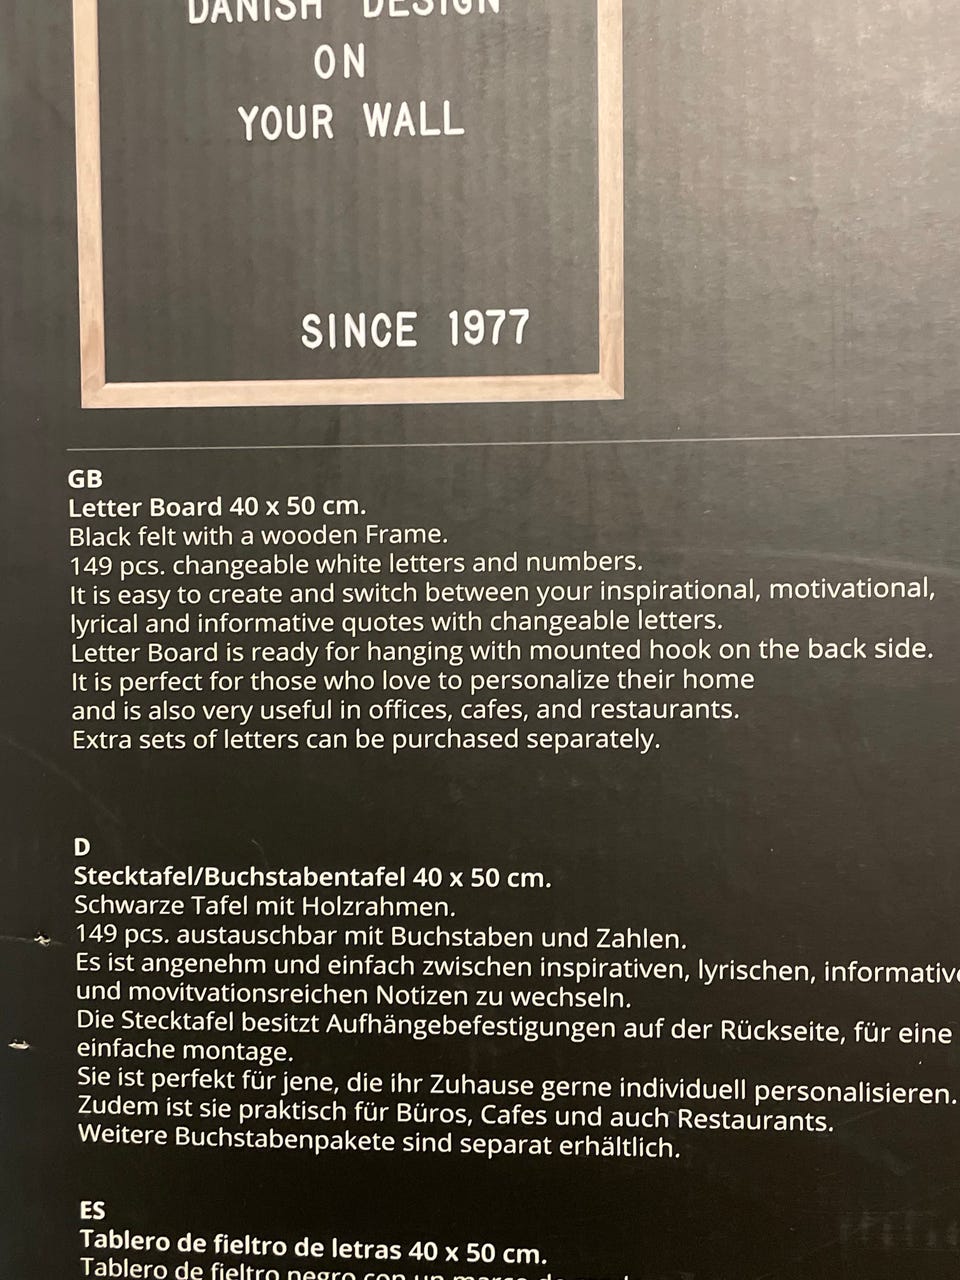 DANISH DESIGN
ON
YOUR WALL
SINCE 1977
GB
Letter Board 40 x 50 cm.
Black felt with a wooden Frame.
149 pcs. changeable white letters and numbers.
It is easy to create and switch between your inspirational, motivational,
lyrical and informative quotes with changeable letters.
Letter Board is ready for hanging with mounted hook on the back side.
It is perfect for those who love to personalize their home
and is also very useful in offices, cafes, and restaurants.
Extra sets of letters can be purchased separately.
D
Stecktafel/Buchstabentafel 40 x 50 cm.
Schwarze Tafel mit Holzrahmen.
149 pcs. austauschbar mit Buchstaben und Zahlen.
Es ist angenehm und einfach zwischen inspirativen, lyrischen,
und movitvationsreichen Notizen zu wechseln.
Die Stecktafel besitzt Aufhängebefestigungen auf der Rückseite, für eine
einfache montage.
Sie ist perfekt für jene, die ihr Zuhause gerne individuell personalisieren.
Zudem ist sie praktisch für Büros, Cafes und auch Restaurants.
Weitere Buchstabenpakete sind separat erhältlich.
ES
Tablero de fieltro de letras 40 x 50 cm.
Tablero de fieltro negro con un